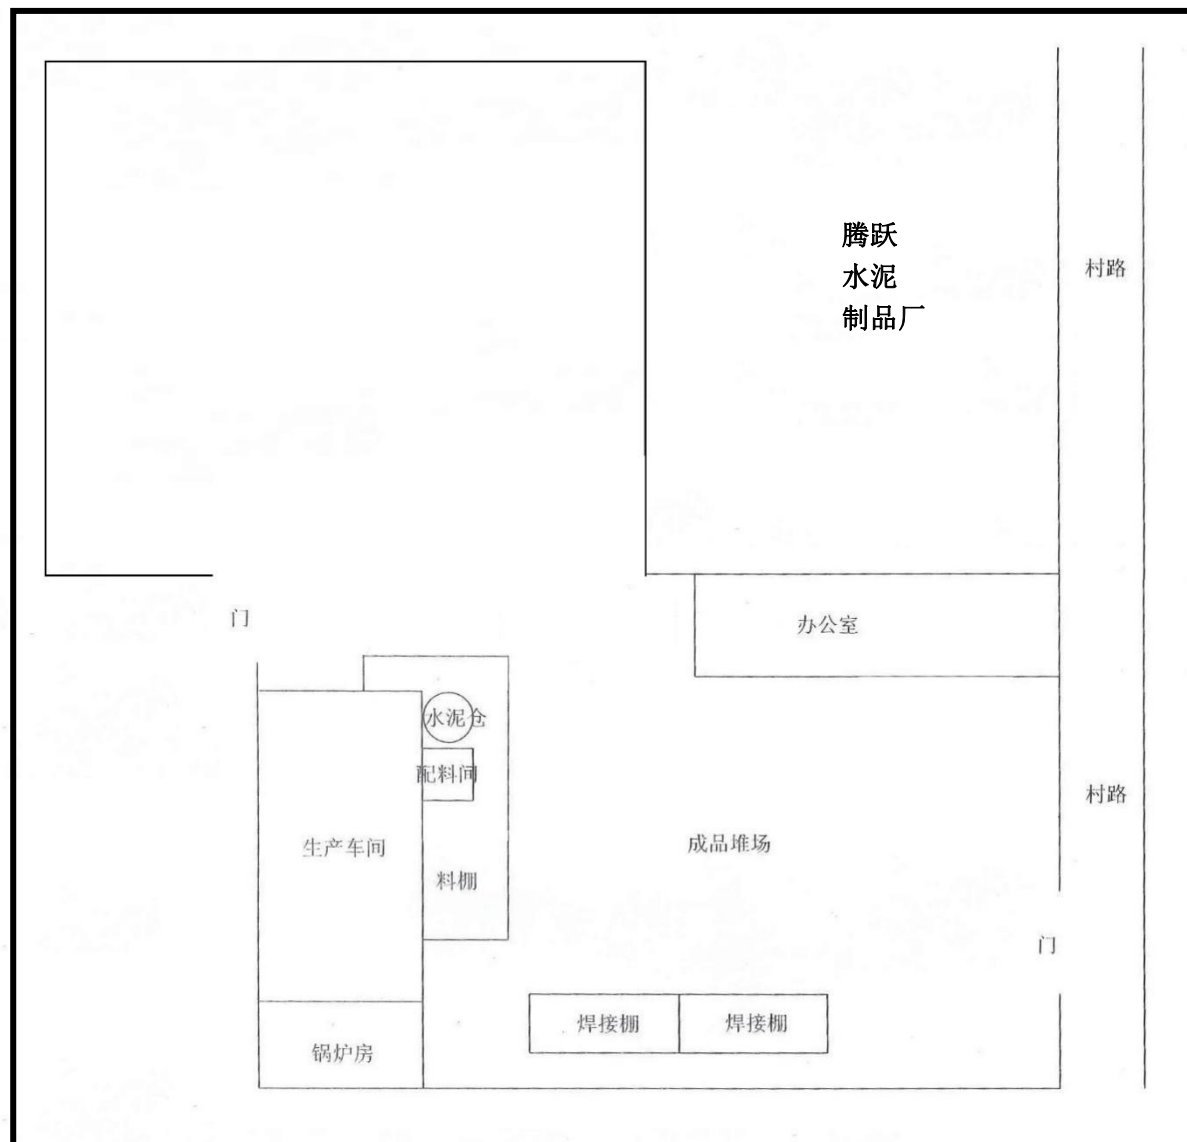 腾跃
水泥
制品厂
村路
门
办公室
水泥仓
配料间
村路
生产车间
成品堆场
料棚
门
焊接棚
焊接棚
锅炉房